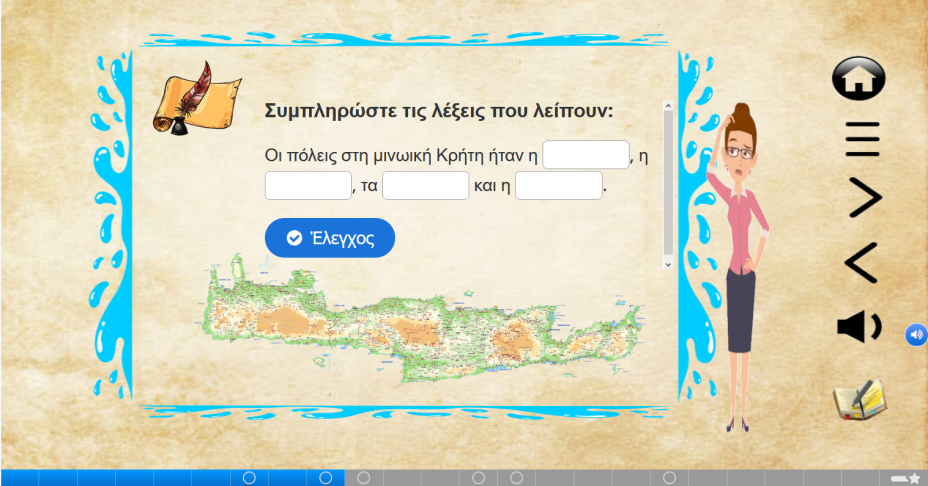 Συμπληρώστε τις λέξεις που λείπουν:
Οι πόλεις στη μινωική Κρήτη ήταν η , η
, τα και η .
Έλεγχος